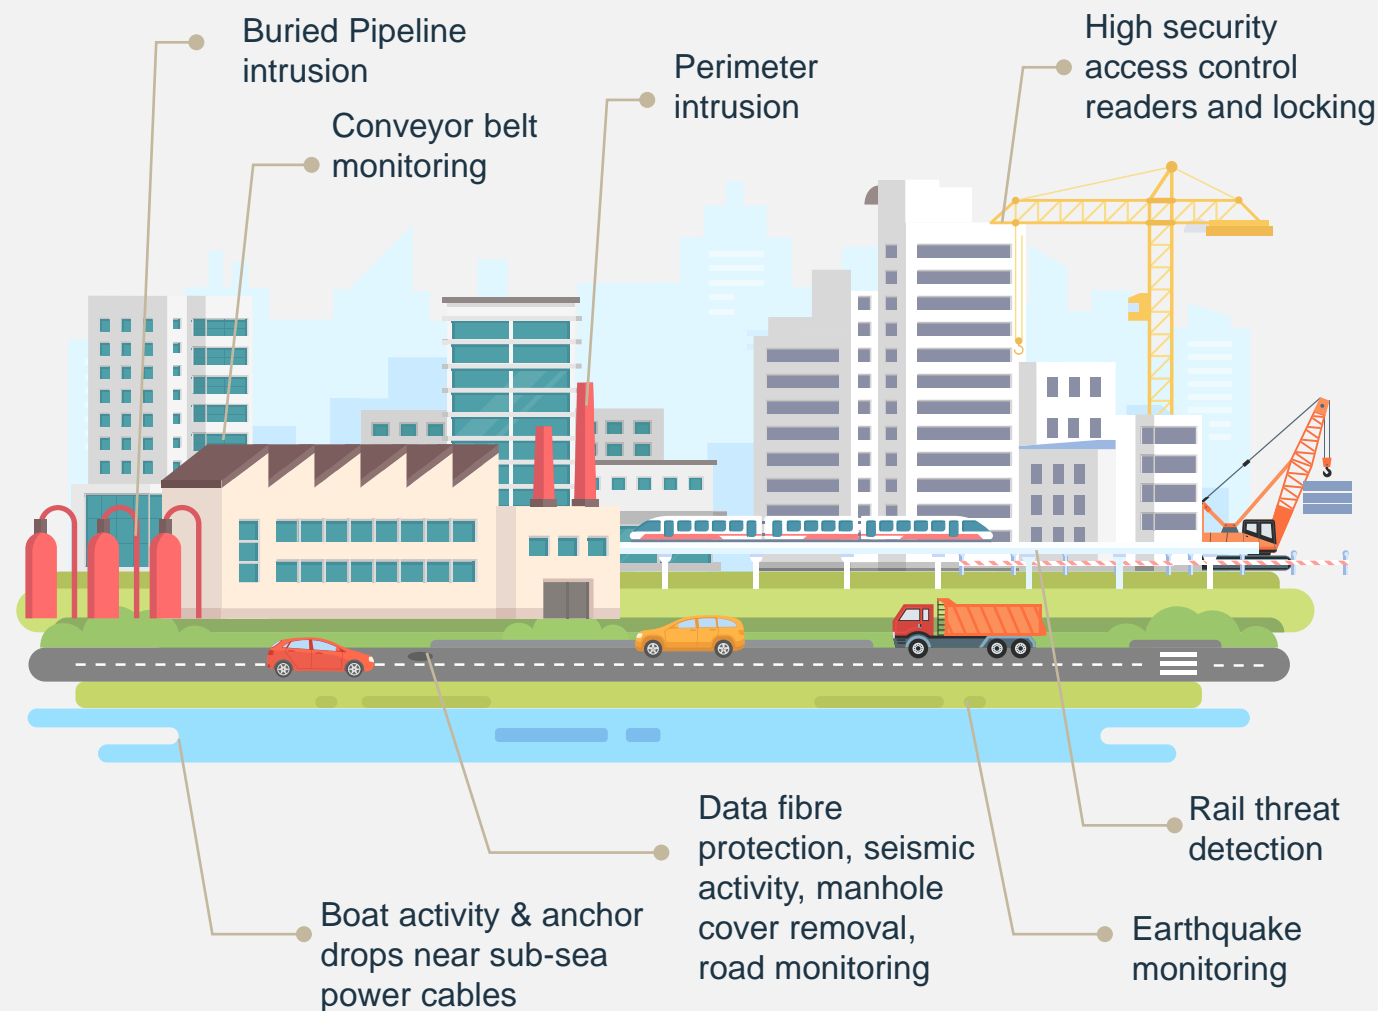 Buried Pipeline
intrusion
Conveyor belt
monitoring
Perimeter
intrusion
High security
access control
readers and locking
Boat activity & anchor
drops near sub-sea
power cables
Data fibre
protection, seismic
activity, manhole
cover removal,
road monitoring
Rail threat
detection
Earthquake
monitoring